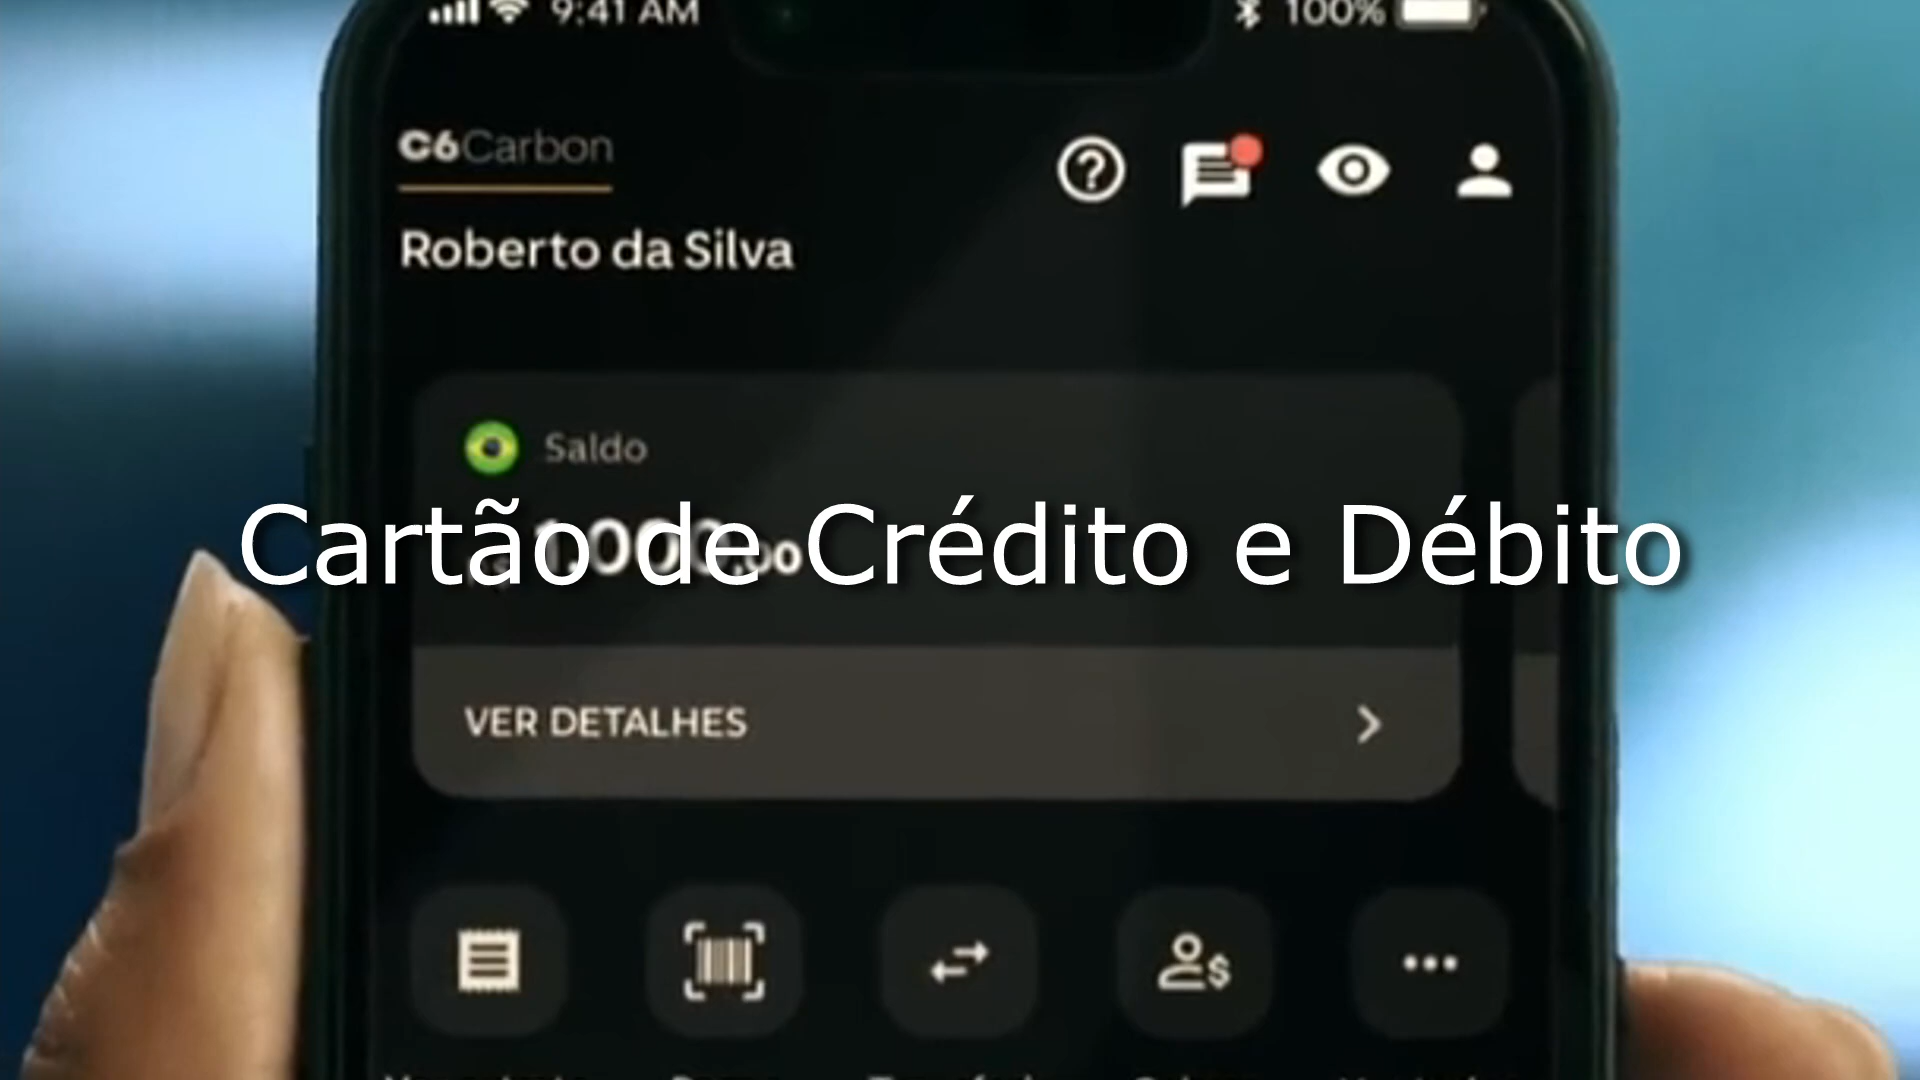 9:41 AM
100%
C6Carbon
Roberto da Silva
Saldo
Cartão de Crédito e Débito
VER DETALHES